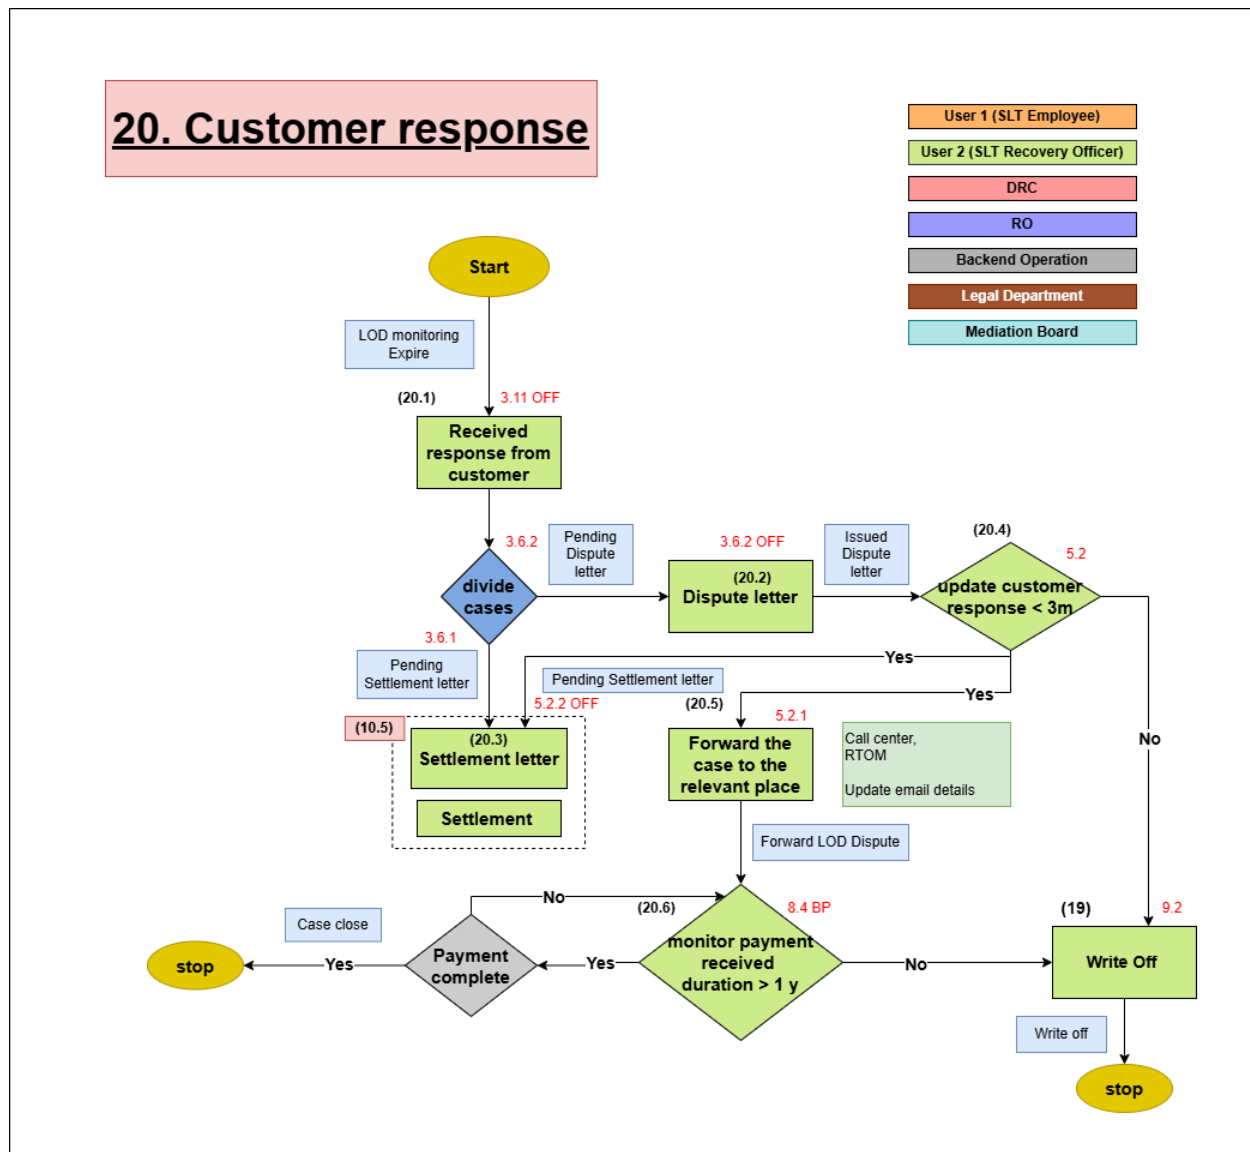 20. Customer response
User 1 (SLT Employee)
User 2 (SLT Recovery Officer)
DRC
RO
Backend Operation
Legal Department
Mediation Board
Start
LOD monitoring
Expire
(20.1)
3.11 OFF
Received
response from
customer
3.6.2
divide
cases
Pending
Dispute
letter
3.6.2 OFF
(20.2)
Dispute letter
Issued
Dispute
letter
(20.4)
5.2
update customer
response < 3m
3.6.1
Pending
Settlement letter
Yes
Pending Settlement letter
Yes
5.2.2 OFF
(20.5)
5.2.1
(10.5)
(20.3)
Settlement letter
Settlement
Forward the
case to the
relevant place
Call center,
RTOM
Update email details
No
Forward LOD Dispute
No
(20.6)
8.4 BP
monitor payment
received
duration > 1 y
Case close
stop
Yes
Payment
complete
Yes
No
(19)
9.2
Write Off
Write off
stop